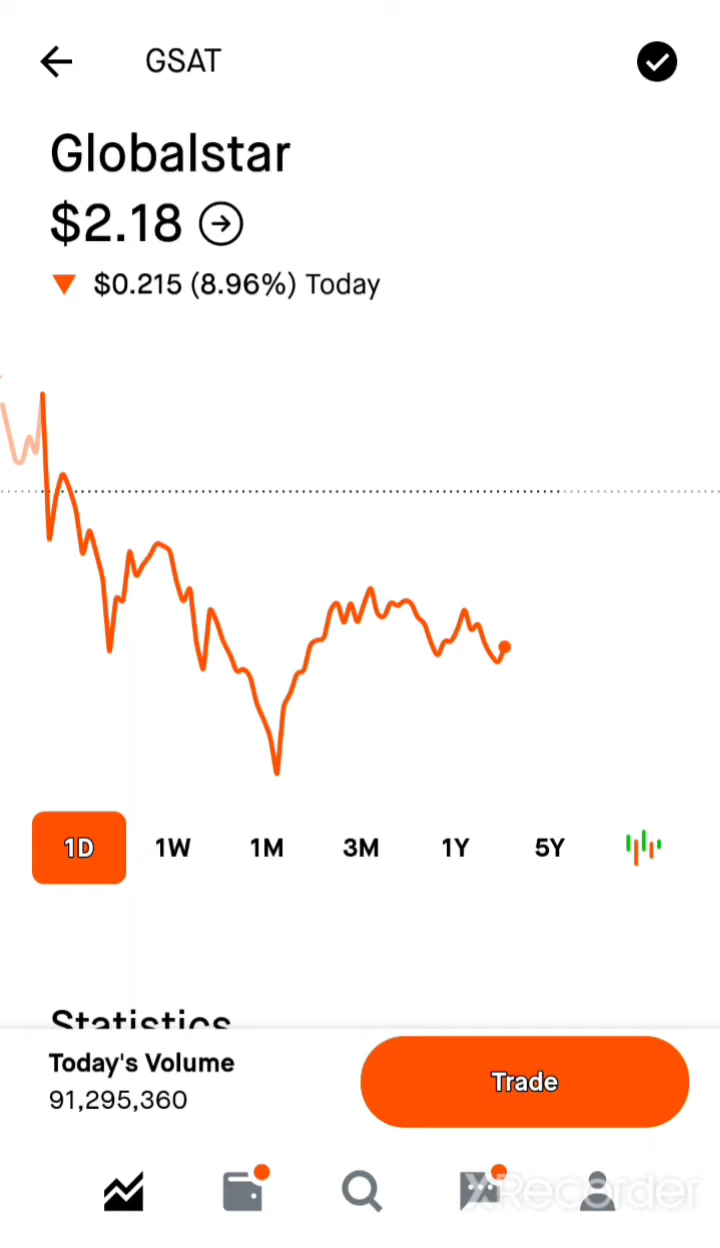 GSAT
Globalstar
$2.18
$0.215 (8.96%) Today
1D 1W 1M 3M 1Y 5Y
Statistics
Today's Volume
91,295,360
Trade
XRecorder